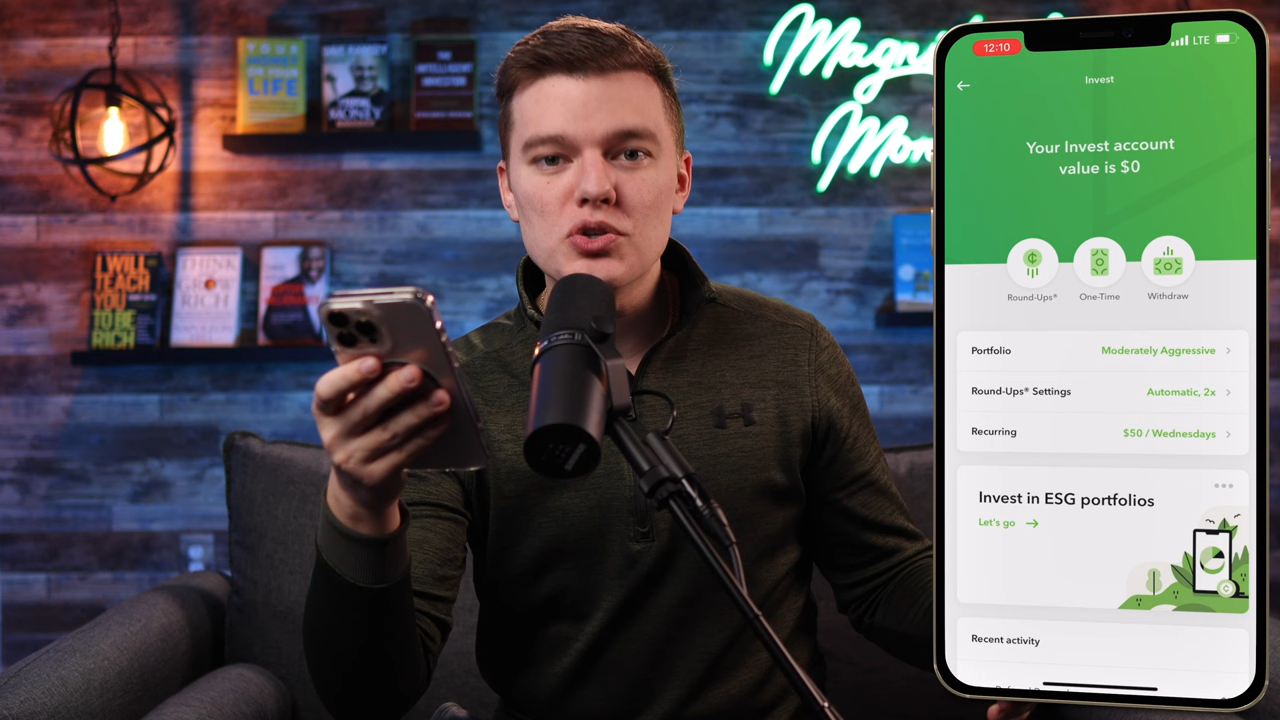 YOUR
MONEY
OR YOUR
LIFE
DAVE RAMSEY
MONEY
THE
INTELLIGENT
INVESTOR
I WILL
TEACH
YOU
TO BE
RICH
THINK
GROW
RICH
NAPOLEON
Mon
12:10
LTE
Invest
Your Invest account
value is $0
Round-Ups®
One-Time
Withdraw
Portfolio
Moderately Aggressive
Round-Ups® Settings
Automatic, 2x
Recurring
$50 / Wednesdays
Invest in ESG portfolios
Let's go
Recent activity